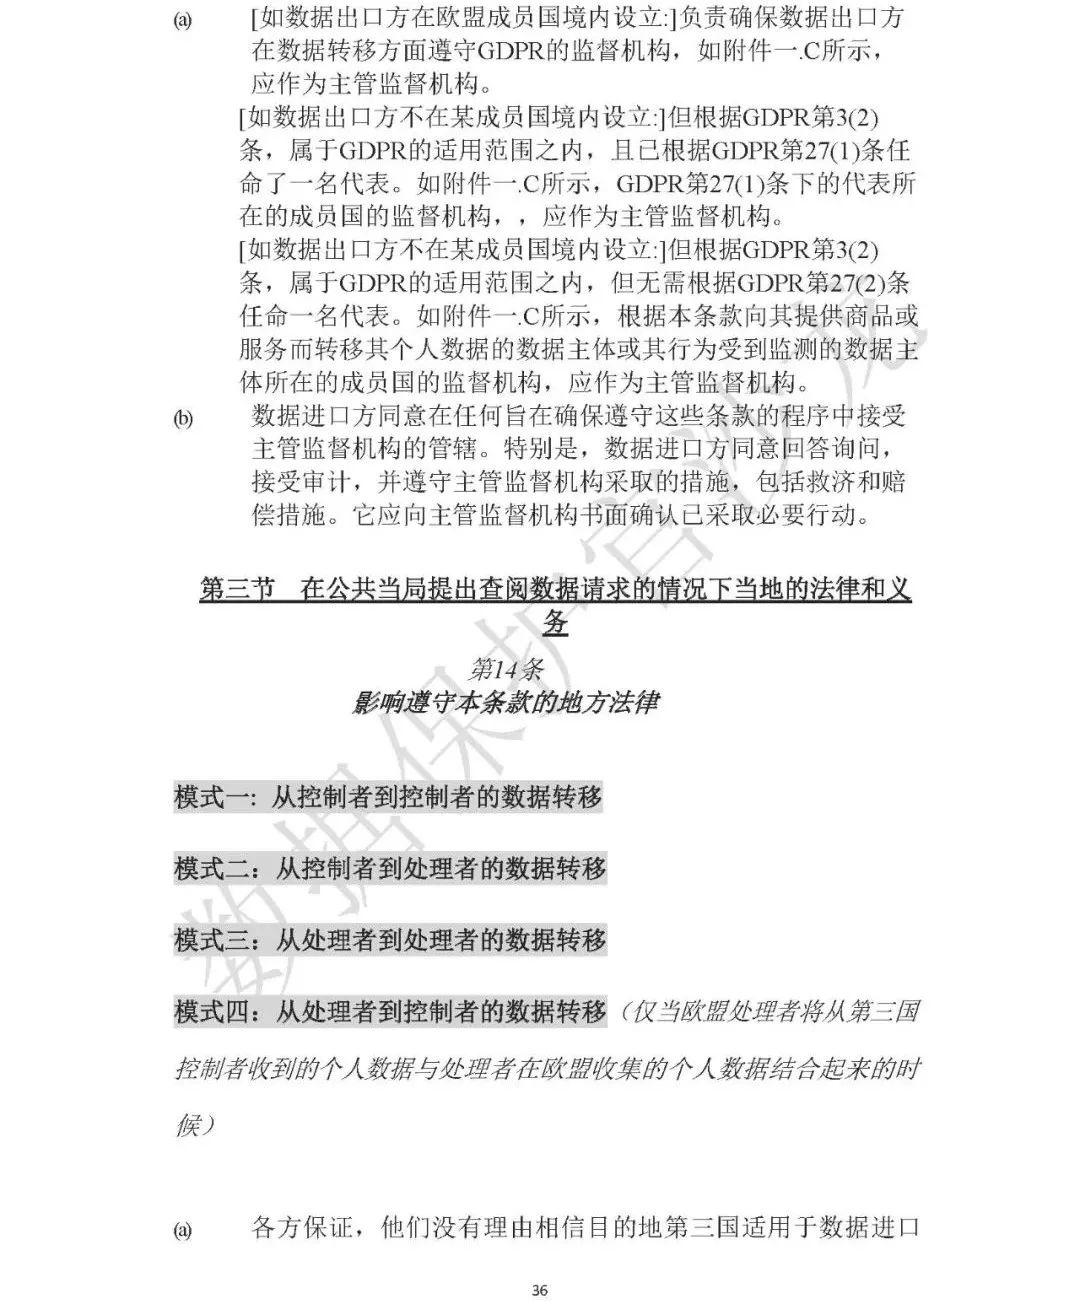 (a) [如数据出口方在欧盟成员国境内设立:]负责确保数据出口方
在数据转移方面遵守GDPR的监督机构，如附件一.C所示，
应作为主管监督机构。
[如数据出口方不在某成员国境内设立:]但根据GDPR第3(2)
条，属于GDPR的适用范围之内，且已根据GDPR第27(1)条任
命了一名代表。如附件一.C所示，GDPR第27(1)条下的代表所
在的成员国的监督机构，，应作为主管监督机构。
[如数据出口方不在某成员国境内设立:]但根据GDPR第3(2)
条，属于GDPR的适用范围之内，但无需根据GDPR第27(2)条
任命一名代表。如附件一.C所示，根据本条款向其提供商品或
服务而转移其个人数据的数据主体或其行为受到监测的数据主
体所在的成员国的监督机构，应作为主管监督机构。
(b) 数据进口方同意在任何旨在确保遵守这些条款的程序中接受
主管监督机构的管辖。特别是，数据进口方同意回答询问，
接受审计，并遵守主管监督机构采取的措施，包括救济和赔
偿措施。它应向主管监督机构书面确认已采取必要行动。
第三节 在公共当局提出查阅数据请求的情况下当地的法律和义
务
第14条
影响遵守本条款的地方法律
模式一：从控制者到控制者的数据转移
模式二：从控制者到处理者的数据转移
模式三：从处理者到处理者的数据转移
模式四：从处理者到控制者的数据转移（仅当欧盟处理者将从第三国
控制者收到的个人数据与处理者在欧盟收集的个人数据结合起来的时
候）
(a) 各方保证，他们没有理由相信目的地第三国适用于数据进口
36
数据保护官沙龙